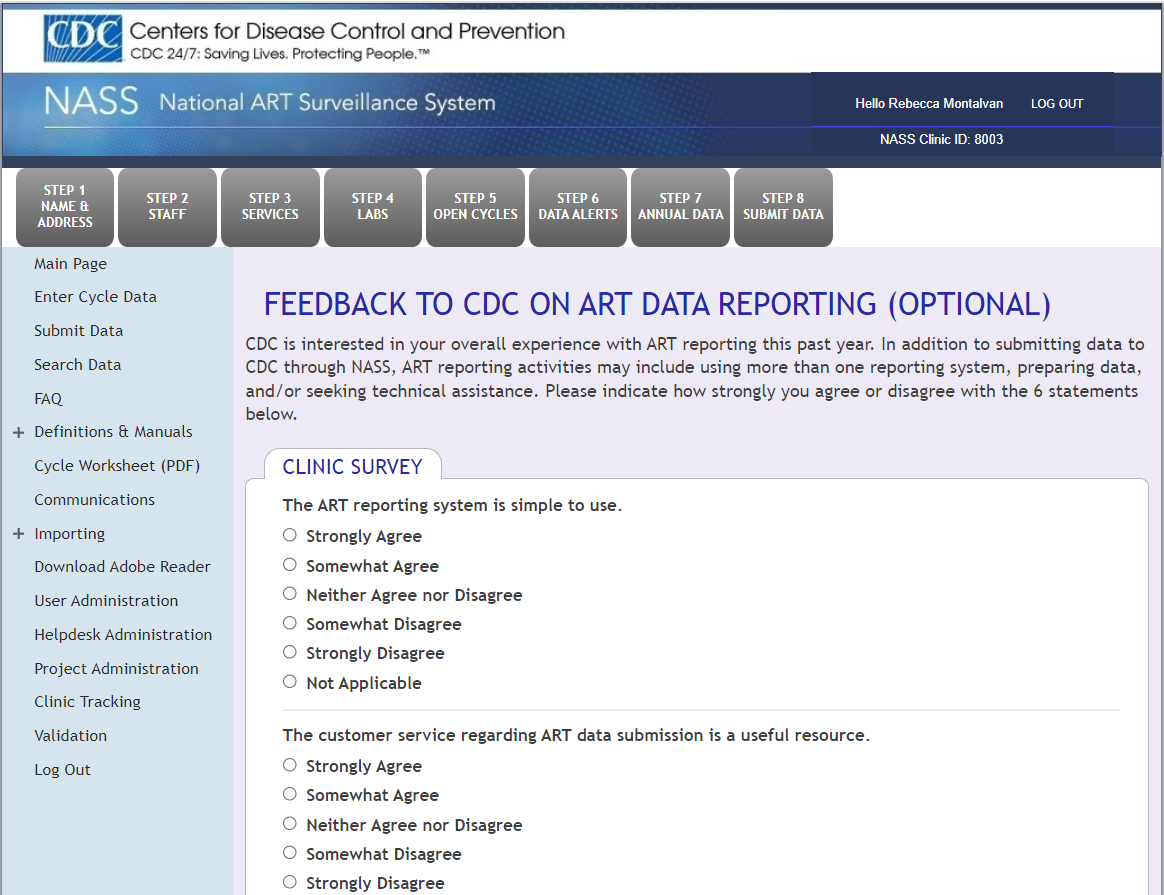 CDC Centers for Disease Control and Prevention
CDC 24/7: Saving Lives. Protecting People.™
NASS National ART Surveillance System
Hello Rebecca Montalvan LOG OUT
NASS Clinic ID: 8003
STEP 1
NAME &
ADDRESS
STEP 2
STAFF
STEP 3
SERVICES
STEP 4
LABS
STEP 5
OPEN CYCLES
STEP 6
DATA ALERTS
STEP 7
ANNUAL DATA
STEP 8
SUBMIT DATA
Main Page
Enter Cycle Data
Submit Data
Search Data
FAQ
+ Definitions & Manuals
Cycle Worksheet (PDF)
Communications
+ Importing
Download Adobe Reader
User Administration
Helpdesk Administration
Project Administration
Clinic Tracking
Validation
Log Out
FEEDBACK TO CDC ON ART DATA REPORTING (OPTIONAL)
CDC is interested in your overall experience with ART reporting this past year. In addition to submitting data to
CDC through NASS, ART reporting activities may include using more than one reporting system, preparing data,
and/or seeking technical assistance. Please indicate how strongly you agree or disagree with the 6 statements
below.
CLINIC SURVEY
The ART reporting system is simple to use.
Strongly Agree
Somewhat Agree
Neither Agree nor Disagree
Somewhat Disagree
Strongly Disagree
Not Applicable
The customer service regarding ART data submission is a useful resource.
Strongly Agree
Somewhat Agree
Neither Agree nor Disagree
Somewhat Disagree
Strongly Disagree